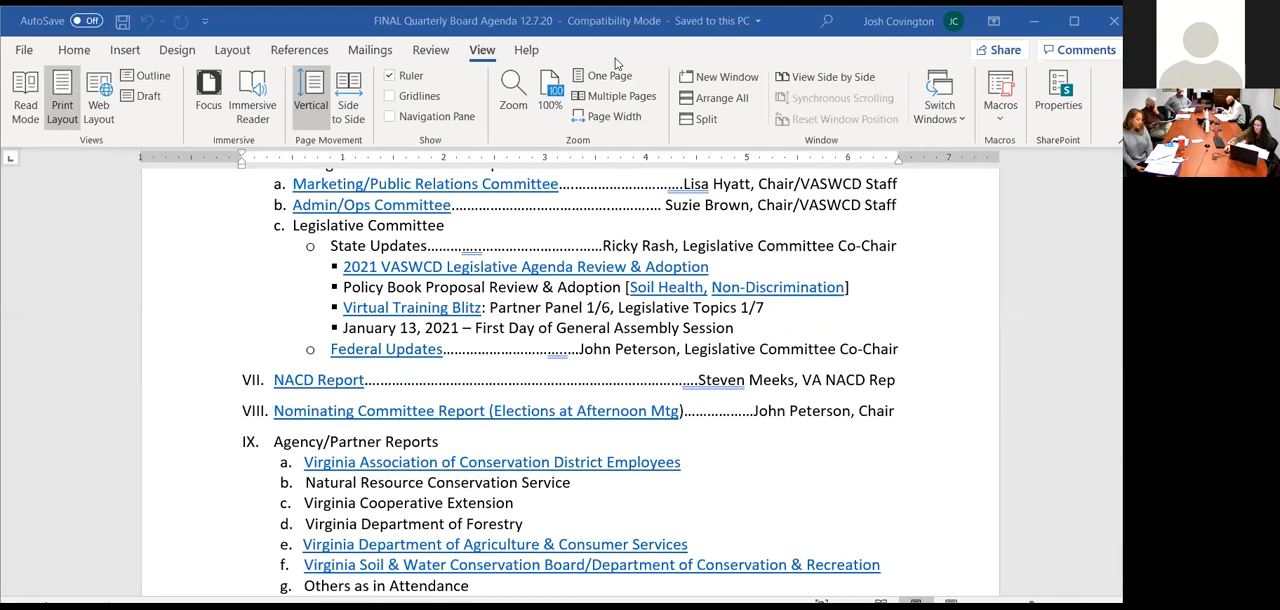 AutoSave Off FINAL Quarterly Board Agenda 12.7.20 - Compatibility Mode - Saved to this PC Josh Covington JC
File Home Insert Design Layout References Mailings Review View Help Share Comments
Read Mode Print Layout Web Layout Outline Draft Focus Immersive Reader Vertical Side to Side Ruler Gridlines Navigation Pane Zoom 100 100% One Page Multiple Pages Page Width New Window Arrange All Split View Side by Side Synchronous Scrolling Reset Window Position Switch Windows Macros Properties
Views Immersive Page Movement Show Zoom Window Macros SharePoint
1 1 2 3 4 5 6 7
a. Marketing/Public Relations Committee……………………………Lisa Hyatt, Chair/VASWCD Staff
b. Admin/Ops Committee……………………………………… Suzie Brown, Chair/VASWCD Staff
c. Legislative Committee
o State Updates………………………………………Ricky Rash, Legislative Committee Co-Chair
▪ 2021 VASWCD Legislative Agenda Review & Adoption
▪ Policy Book Proposal Review & Adoption [Soil Health, Non-Discrimination]
▪ Virtual Training Blitz: Partner Panel 1/6, Legislative Topics 1/7
▪ January 13, 2021 – First Day of General Assembly Session
o Federal Updates………………………………John Peterson, Legislative Committee Co-Chair
VII. NACD Report………………………………………………………………………Steven Meeks, VA NACD Rep
VIII. Nominating Committee Report (Elections at Afternoon Mtg)……………John Peterson, Chair
IX. Agency/Partner Reports
a. Virginia Association of Conservation District Employees
b. Natural Resource Conservation Service
c. Virginia Cooperative Extension
d. Virginia Department of Forestry
e. Virginia Department of Agriculture & Consumer Services
f. Virginia Soil & Water Conservation Board/Department of Conservation & Recreation
g. Others as in Attendance